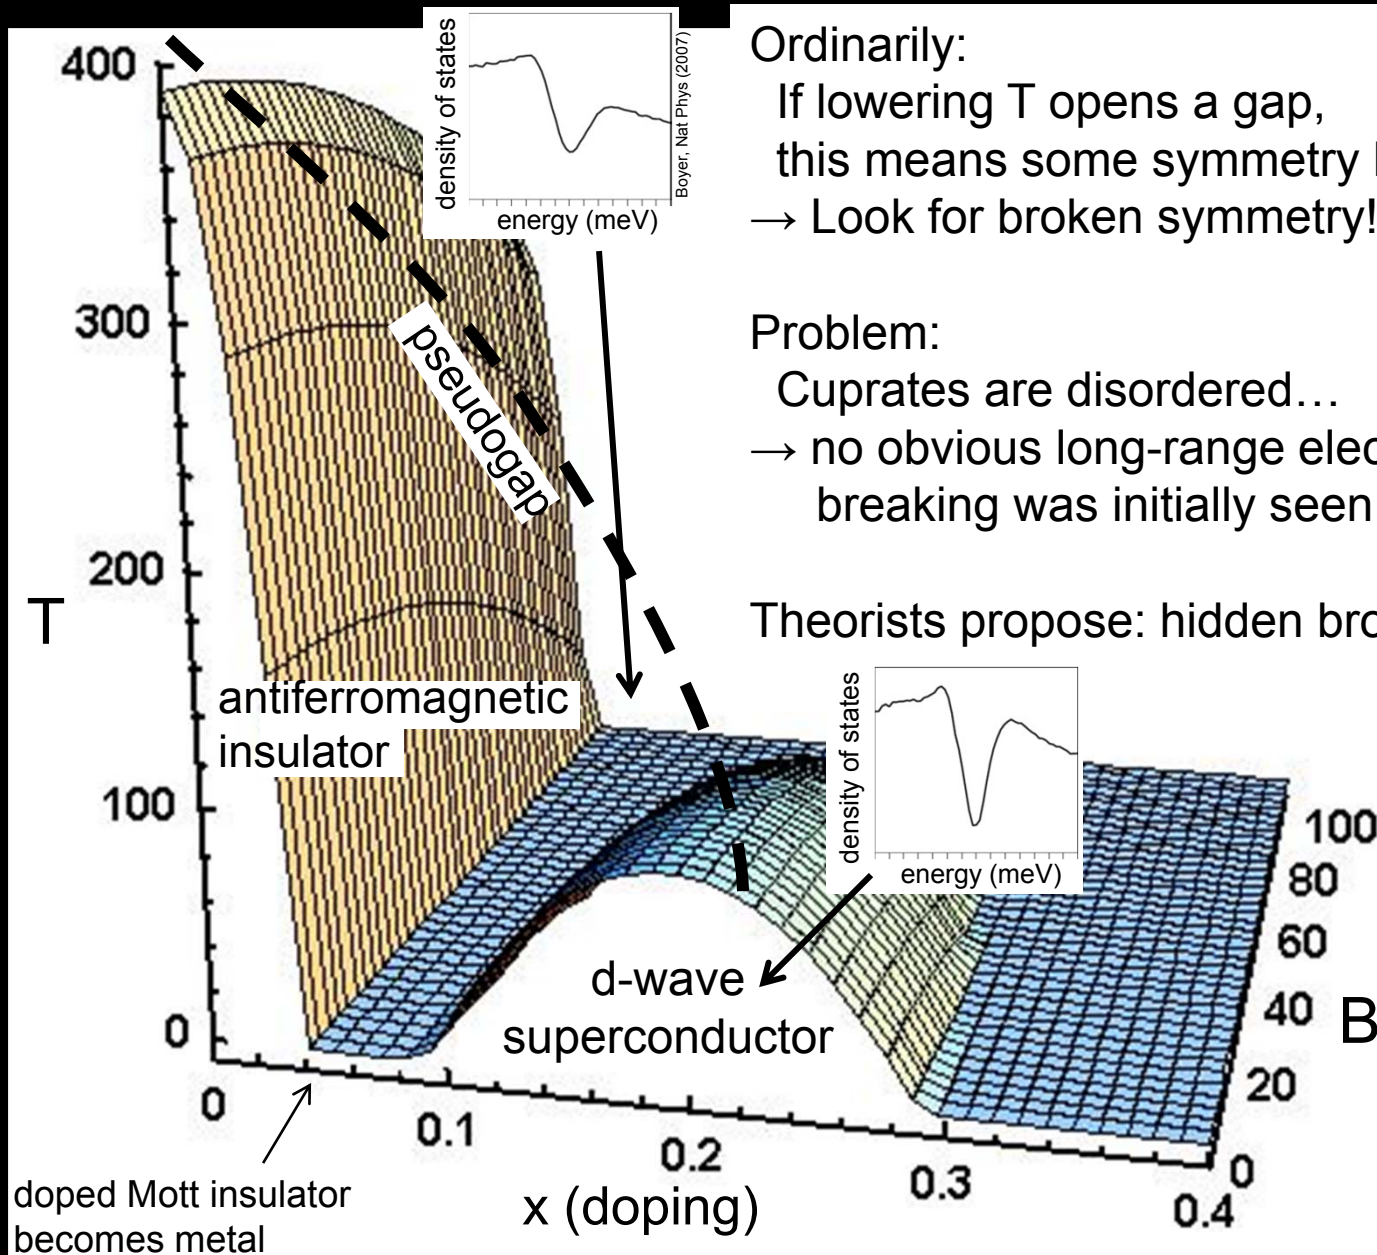 400
300
200
100
0
T
density of states
energy (meV)
Boyer, Nat Phys (2007)
pseudogap
antiferromagnetic
insulator
Ordinarily:
If lowering T opens a gap,
this means some symmetry
→ Look for broken symmetry!
Problem:
Cuprates are disordered…
→ no obvious long-range
breaking was initially seen
Theorists propose: hidden
density of states
energy (meV)
d-wave
superconductor
100
80
60
40
20
0
B
0
0.1
0.2
0.3
0.4
x (doping)
doped Mott insulator
becomes metal